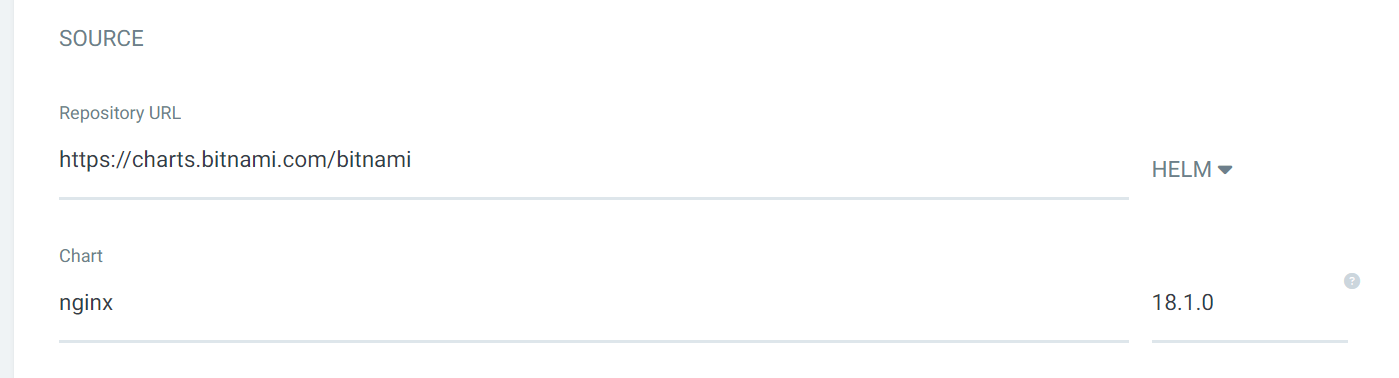 SOURCE
Repository URL
https://charts.bitnami.com/bitnami
HELM
Chart
nginx
?
18.1.0